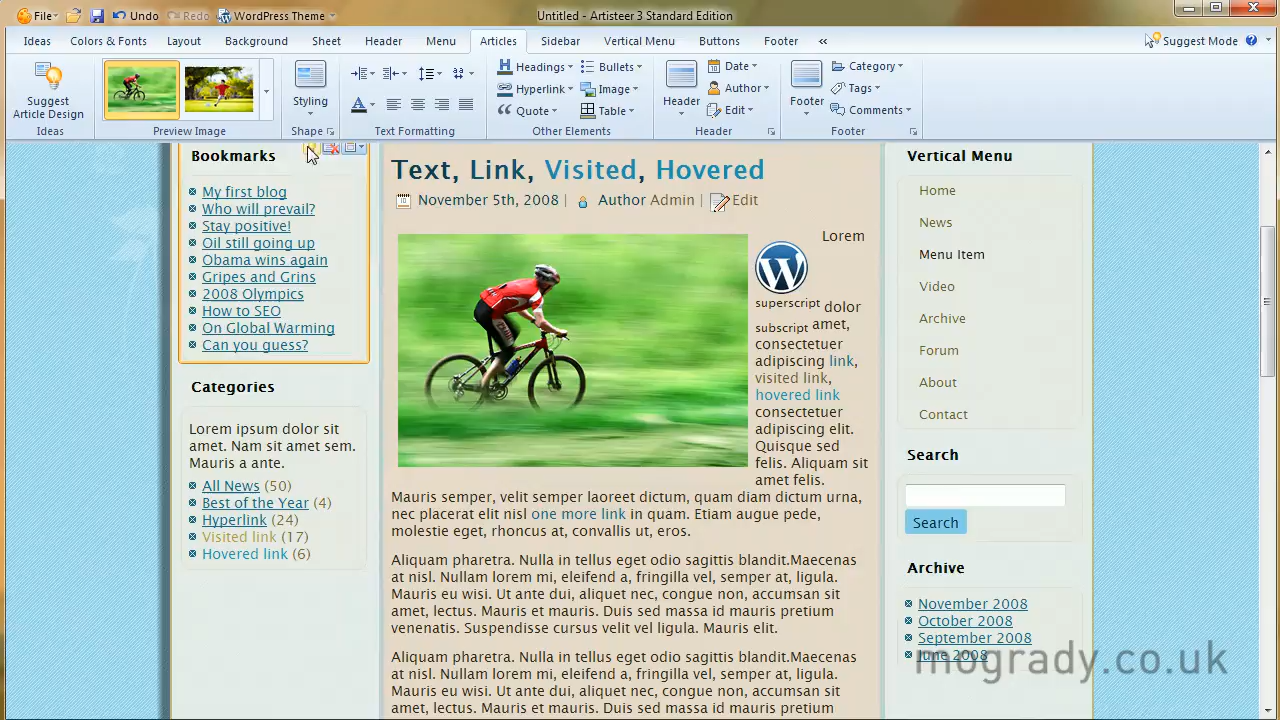 File
Undo
Redo
WordPress Theme
Untitled - Artisteer 3 Standard Edition
Ideas
Colors & Fonts
Layout
Background
Sheet
Header
Menu
Articles
Sidebar
Vertical Menu
Buttons
Footer
Suggest Mode
Suggest
Article Design
Ideas
Preview Image
Styling
Shape
Text Formatting
Headings
Bullets
Hyperlink
Image
Quote
Table
Other Elements
Header
Date
Author
Edit
Header
Footer
Category
Tags
Comments
Footer
Bookmarks
My first blog
Who will prevail?
Stay positive!
Oil still going up
Obama wins again
Gripes and Grins
2008 Olympics
How to SEO
On Global Warming
Can you guess?
Categories
Lorem ipsum dolor sit
amet. Nam sit amet sem.
Mauris a ante.
All News (50)
Best of the Year (4)
Hyperlink (24)
Visited link (17)
Hovered link (6)
Text, Link, Visited, Hovered
November 5th, 2008 | Author Admin | Edit
Lorem
superscript dolor
subscript amet,
consectetuer
adipiscing link,
visited link,
hovered link
consectetuer
adipiscing elit.
Quisque sed
felis. Aliquam sit
amet felis.
Mauris semper, velit semper laoreet dictum, quam diam dictum urna,
nec placerat elit nisl one more link in quam. Etiam augue pede,
molestie eget, rhoncus at, convallis ut, eros.
Aliquam pharetra. Nulla in tellus eget odio sagittis blandit.Maecenas
at nisl. Nullam lorem mi, eleifend a, fringilla vel, semper at, ligula.
Mauris eu wisi. Ut ante dui, aliquet nec, congue non, accumsan sit
amet, lectus. Mauris et mauris. Duis sed massa id mauris pretium
venenatis. Suspendisse cursus velit vel ligula. Mauris elit.
Aliquam pharetra. Nulla in tellus eget odio sagittis blandit.Maecenas
at nisl. Nullam lorem mi, eleifend a, fringilla vel, semper at, ligula.
Mauris eu wisi. Ut ante dui, aliquet nec, congue non, accumsan sit
amet, lectus. Mauris et mauris. Duis sed massa id mauris pretium
Vertical Menu
Home
News
Menu Item
Video
Archive
Forum
About
Contact
Search
Search
Archive
November 2008
October 2008
September 2008
June 2008
mogrady.co.uk